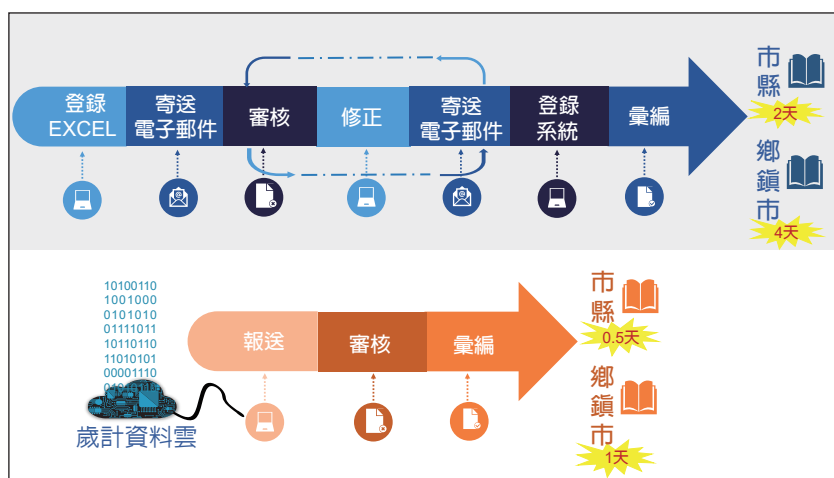 登錄
EXCEL
寄送
電子郵件
審核
修正
寄送
電子郵件
登錄
系統
彙編
市縣
2天
鄉鎮市
4天
10100110
1001000
0101010
01111011
10110110
11010101
00001110
歲計資料雲
報送
審核
彙編
市縣
0.5天
鄉鎮市
1天